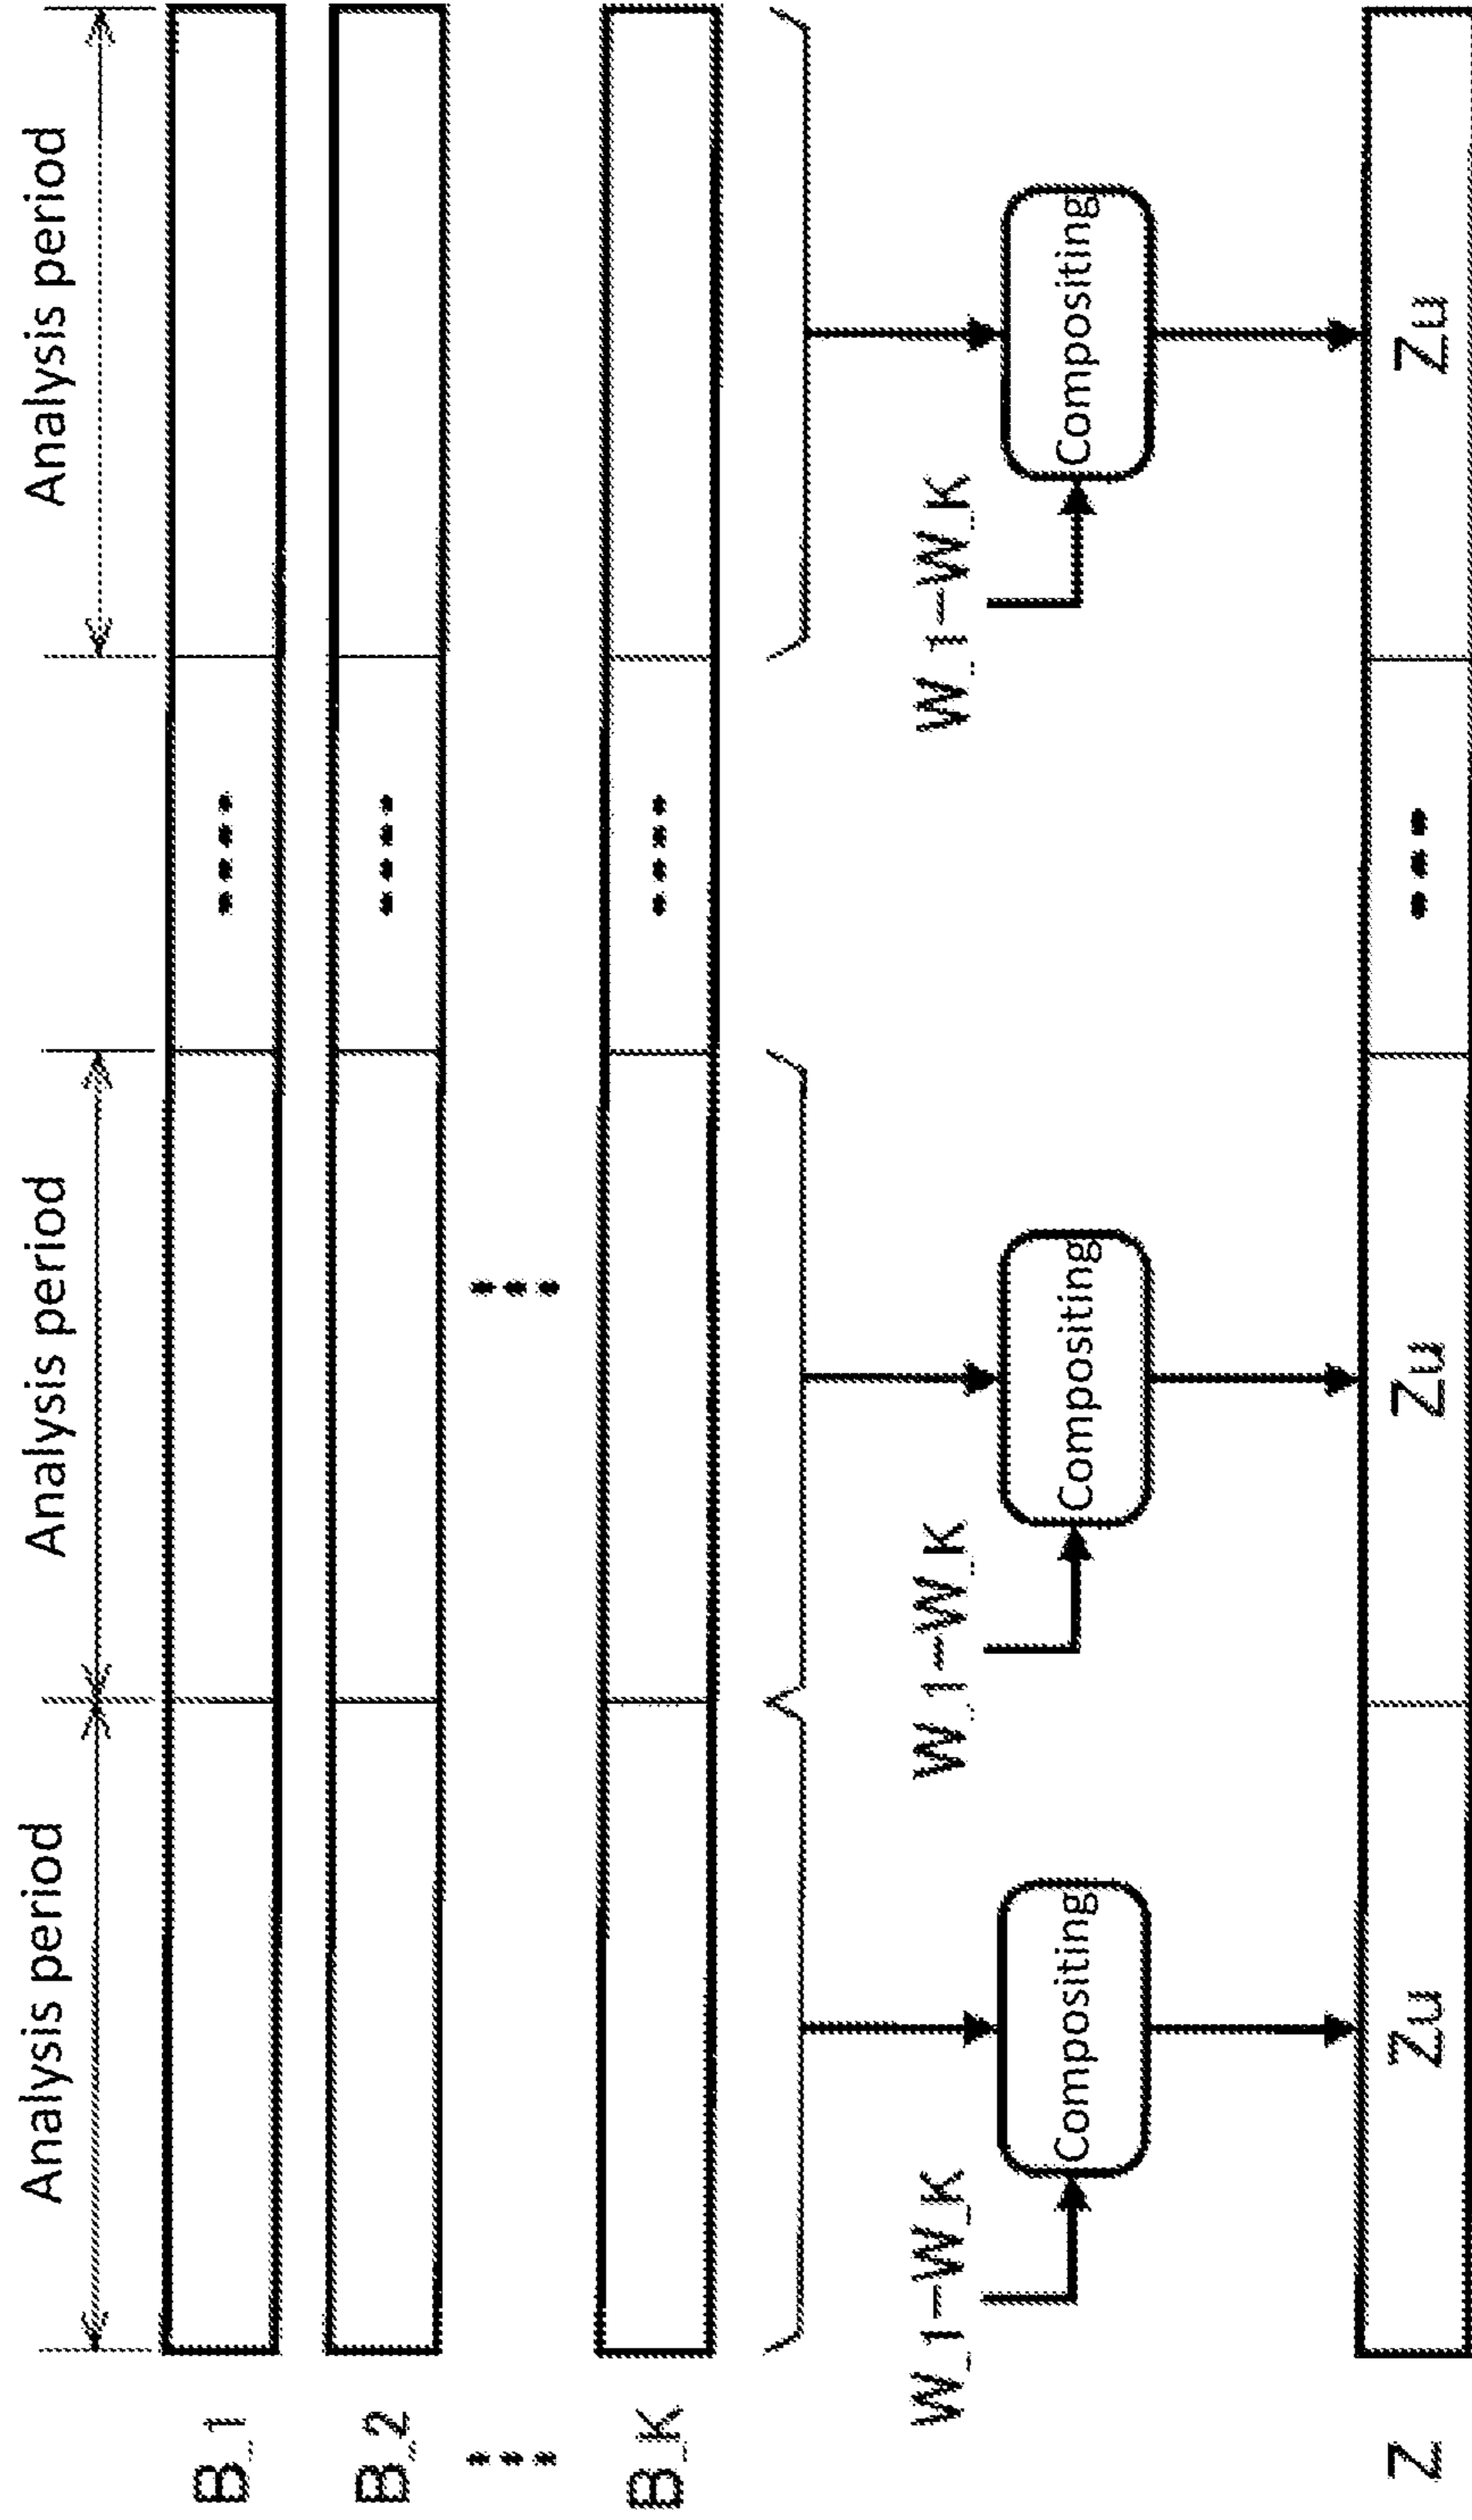 Analysis period Analysis period Analysis period
B_1 ····
B_2 ····
⋮ ⋮
B_K ····
W_1–W_K W_1–W_K W_1–W_K
Compositing Compositing Compositing
Z Zu Zu ··· Zu